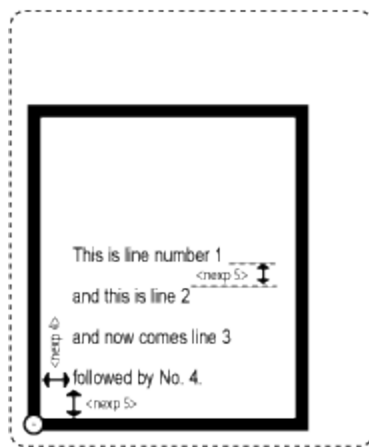 This is line number 1
<nexp 5>
and this is line 2
and now comes line 3
<nexp 4>
followed by No. 4.
<nexp 5>